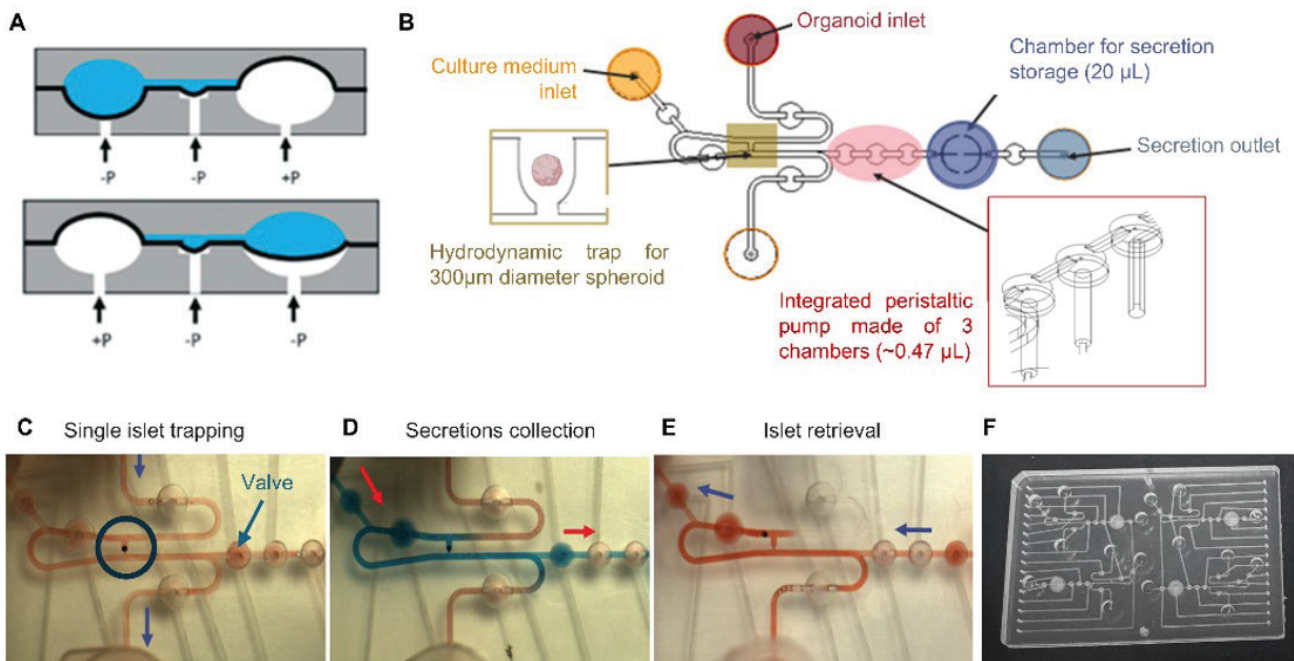 A
-P
-P
+P
+P
-P
-P
B
Organoid inlet
Culture medium
inlet
Chamber for secretion
storage (20 µL)
Secretion outlet
Hydrodynamic trap for
300µm diameter spheroid
Integrated peristaltic
pump made of 3
chambers (~0.47 µL)
C
Single islet trapping
Valve
D
Secretions collection
E
Islet retrieval
F